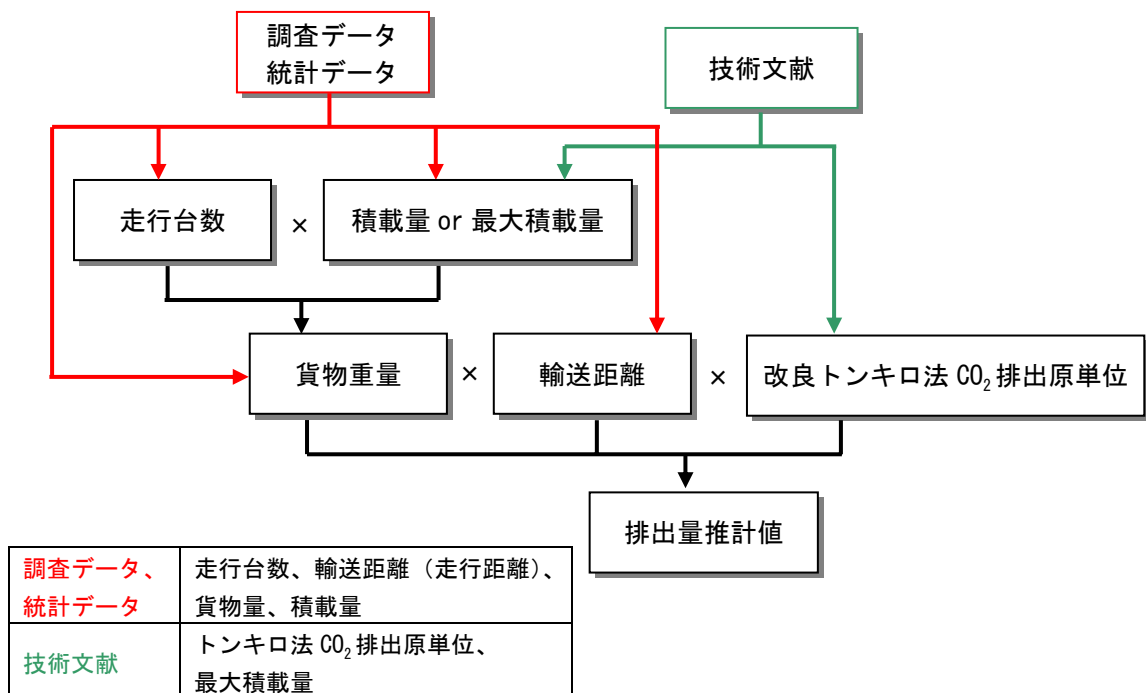 調査データ
統計データ
技術文献
走行台数
×
積載量 or 最大積載量
貨物重量
×
輸送距離
×
改良トンキロ法 CO₂排出原単位
排出量推計値
調査データ、
統計データ
走行台数、輸送距離（走行距離）、
貨物量、積載量
技術文献
トンキロ法 CO₂排出原単位、
最大積載量